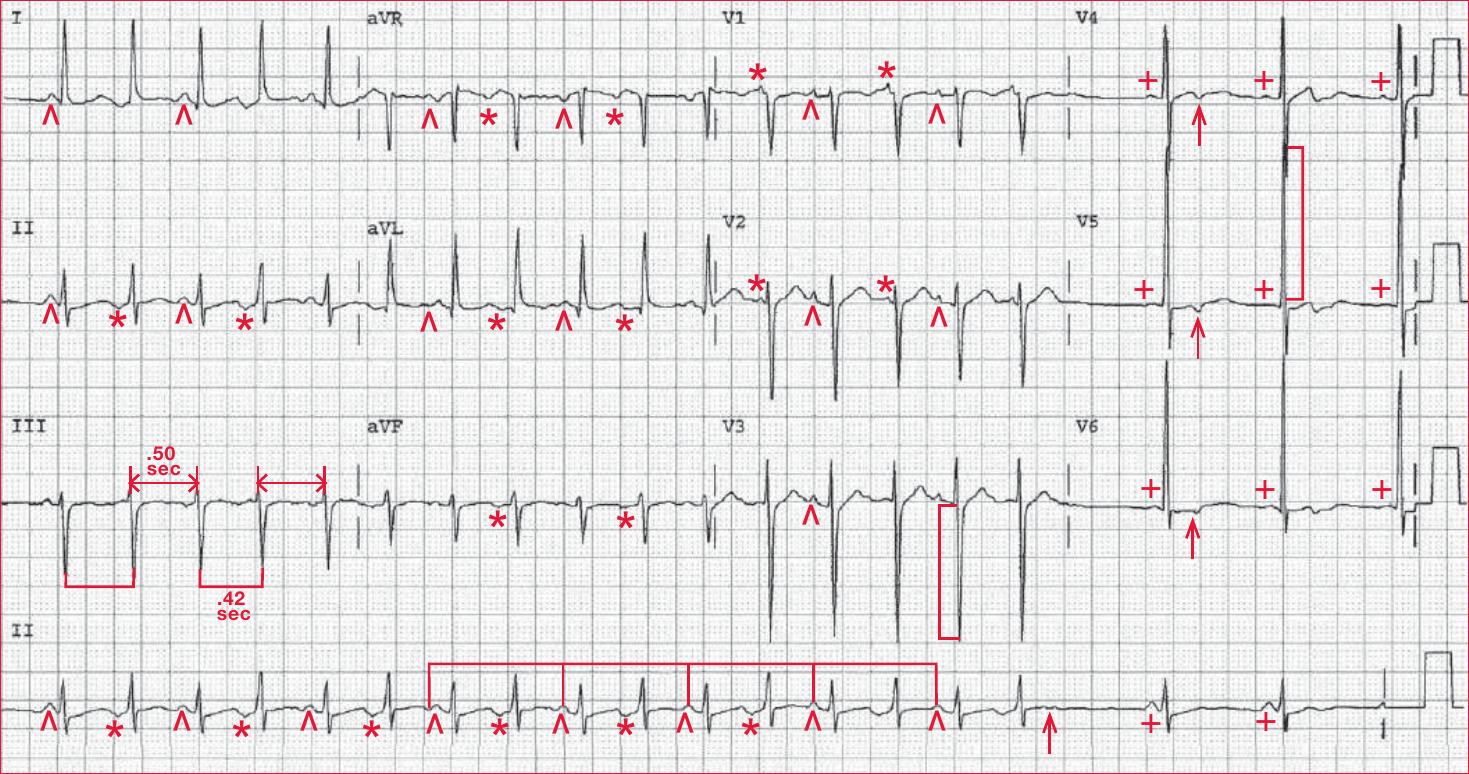 I aVR V1 V4
II aVL V2 V5
III aVF V3 V6
.50
sec
.42
sec
II